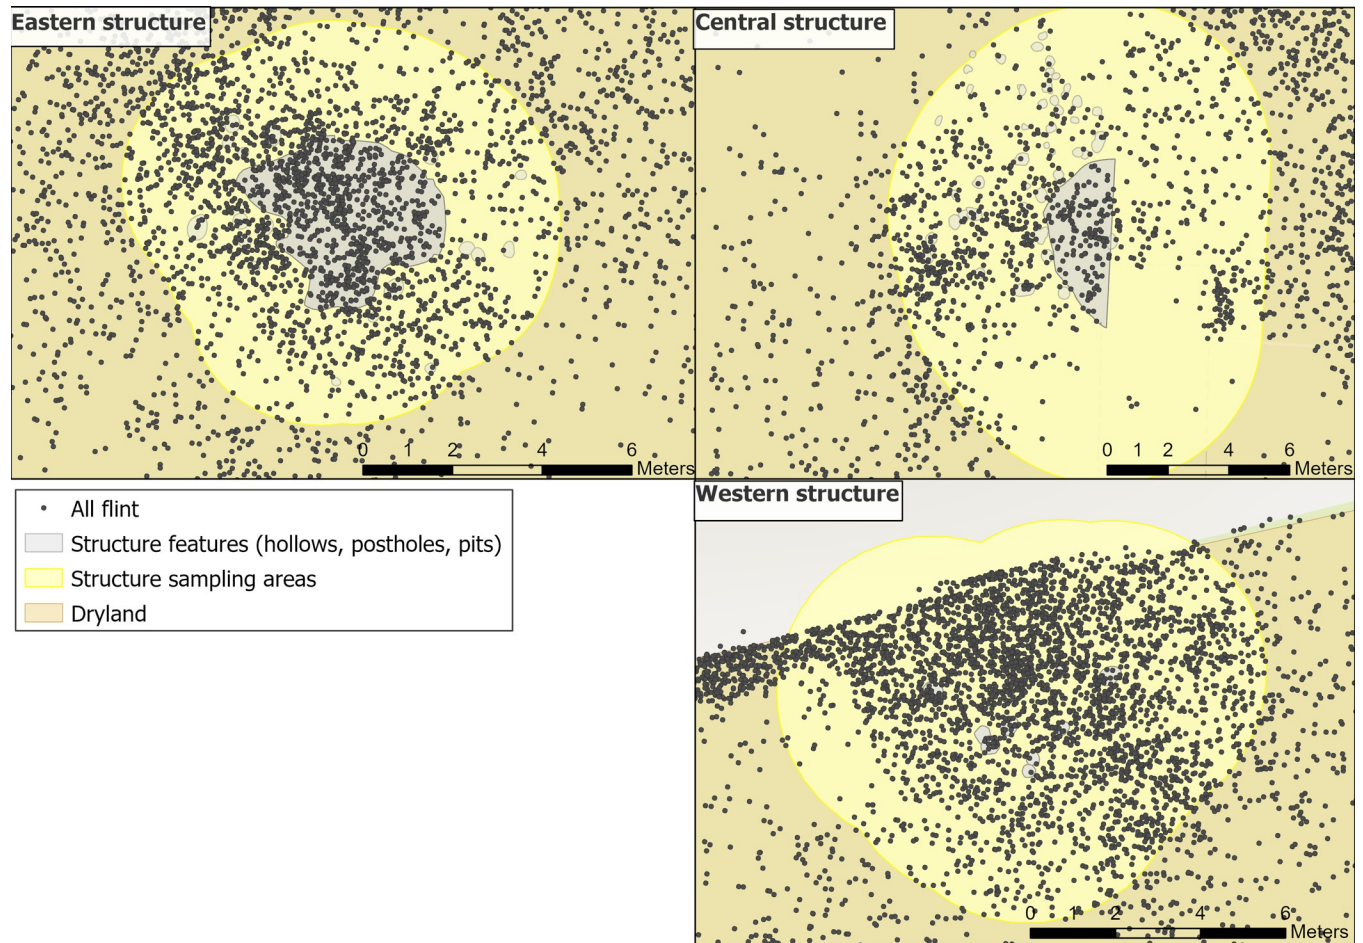 Eastern structure
Central structure
0 1 2 4 6
Meters
0 1 2 4 6
Meters
All flint
Structure features (hollows, postholes, pits)
Structure sampling areas
Dryland
Western structure
0 1 2 4 6
Meters